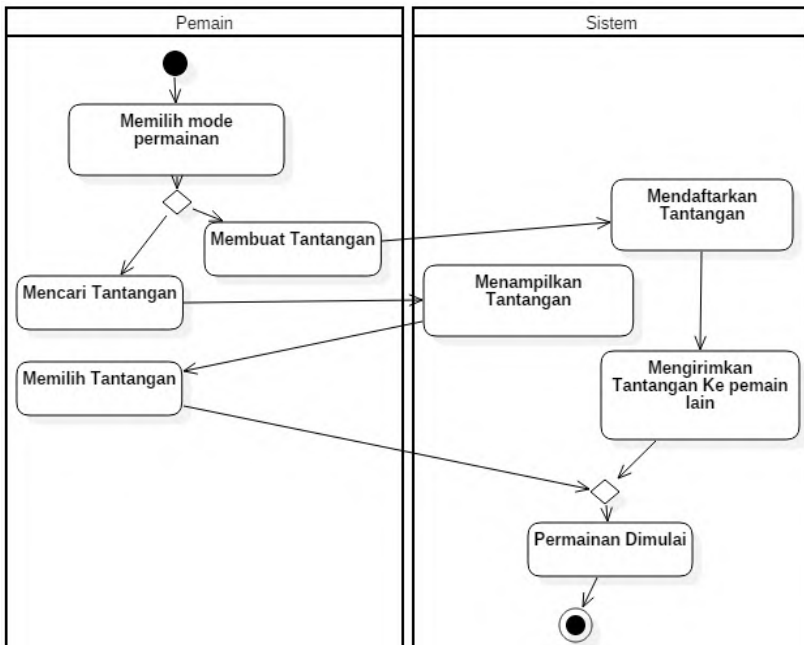 Pemain
Sistem
Memilih mode
permainan
Membuat Tantangan
Mendaftarkan
Tantangan
Mencari Tantangan
Menampilkan
Tantangan
Memilih Tantangan
Mengirimkan
Tantangan Ke pemain
lain
Permainan Dimulai